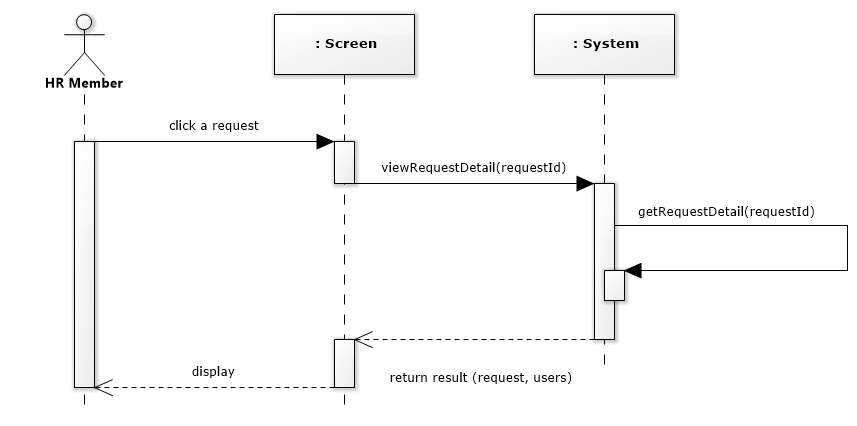 : Screen
: System
HR Member
click a request
viewRequestDetail(requestId)
getRequestDetail(requestId)
display
return result (request, users)